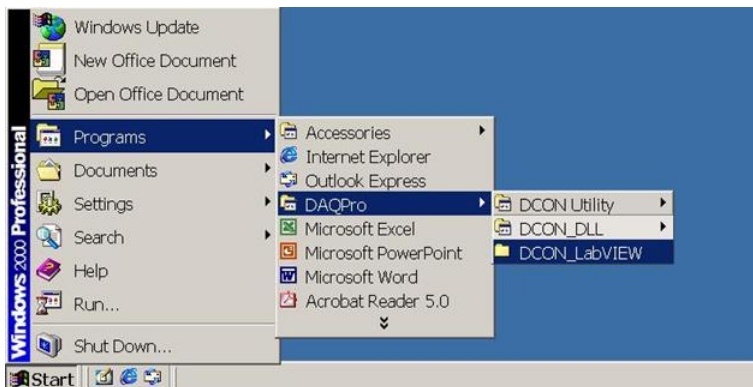 Windows Update
New Office Document
Open Office Document
Programs
Documents
Settings
Search
Help
Run...
Shut Down...
Windows 2000 Professional
Accessories
Internet Explorer
Outlook Express
DAQPro
Microsoft Excel
Microsoft PowerPoint
Microsoft Word
Acrobat Reader 5.0
DCON Utility
DCON_DLL
DCON_LabVIEW
Start